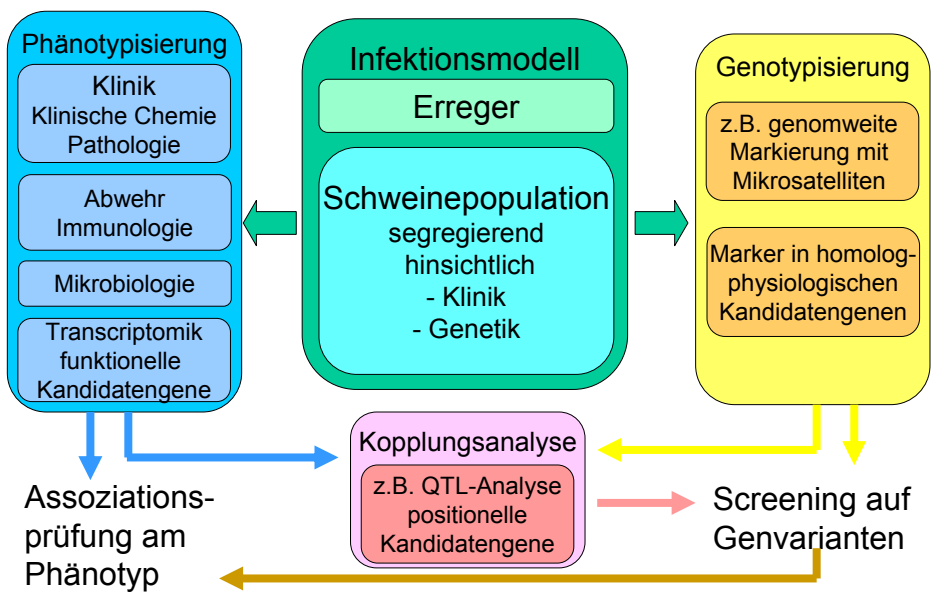 Phänotypisierung
Klinik
Klinische Chemie
Pathologie
Abwehr
Immunologie
Mikrobiologie
Transcriptomik
funktionelle
Kandidatengene
Infektionsmodell
Erreger
Schweinepopulation
segregierend
hinsichtlich
- Klinik
- Genetik
Genotypisierung
z.B. genomweite
Markierung mit
Mikrosatelliten
Marker in homolog-
physiologischen
Kandidatengenen
Kopplungsanalyse
z.B. QTL-Analyse
positionelle
Kandidatengene
Assoziations-
prüfung am
Phänotyp
Screening auf
Genvarianten